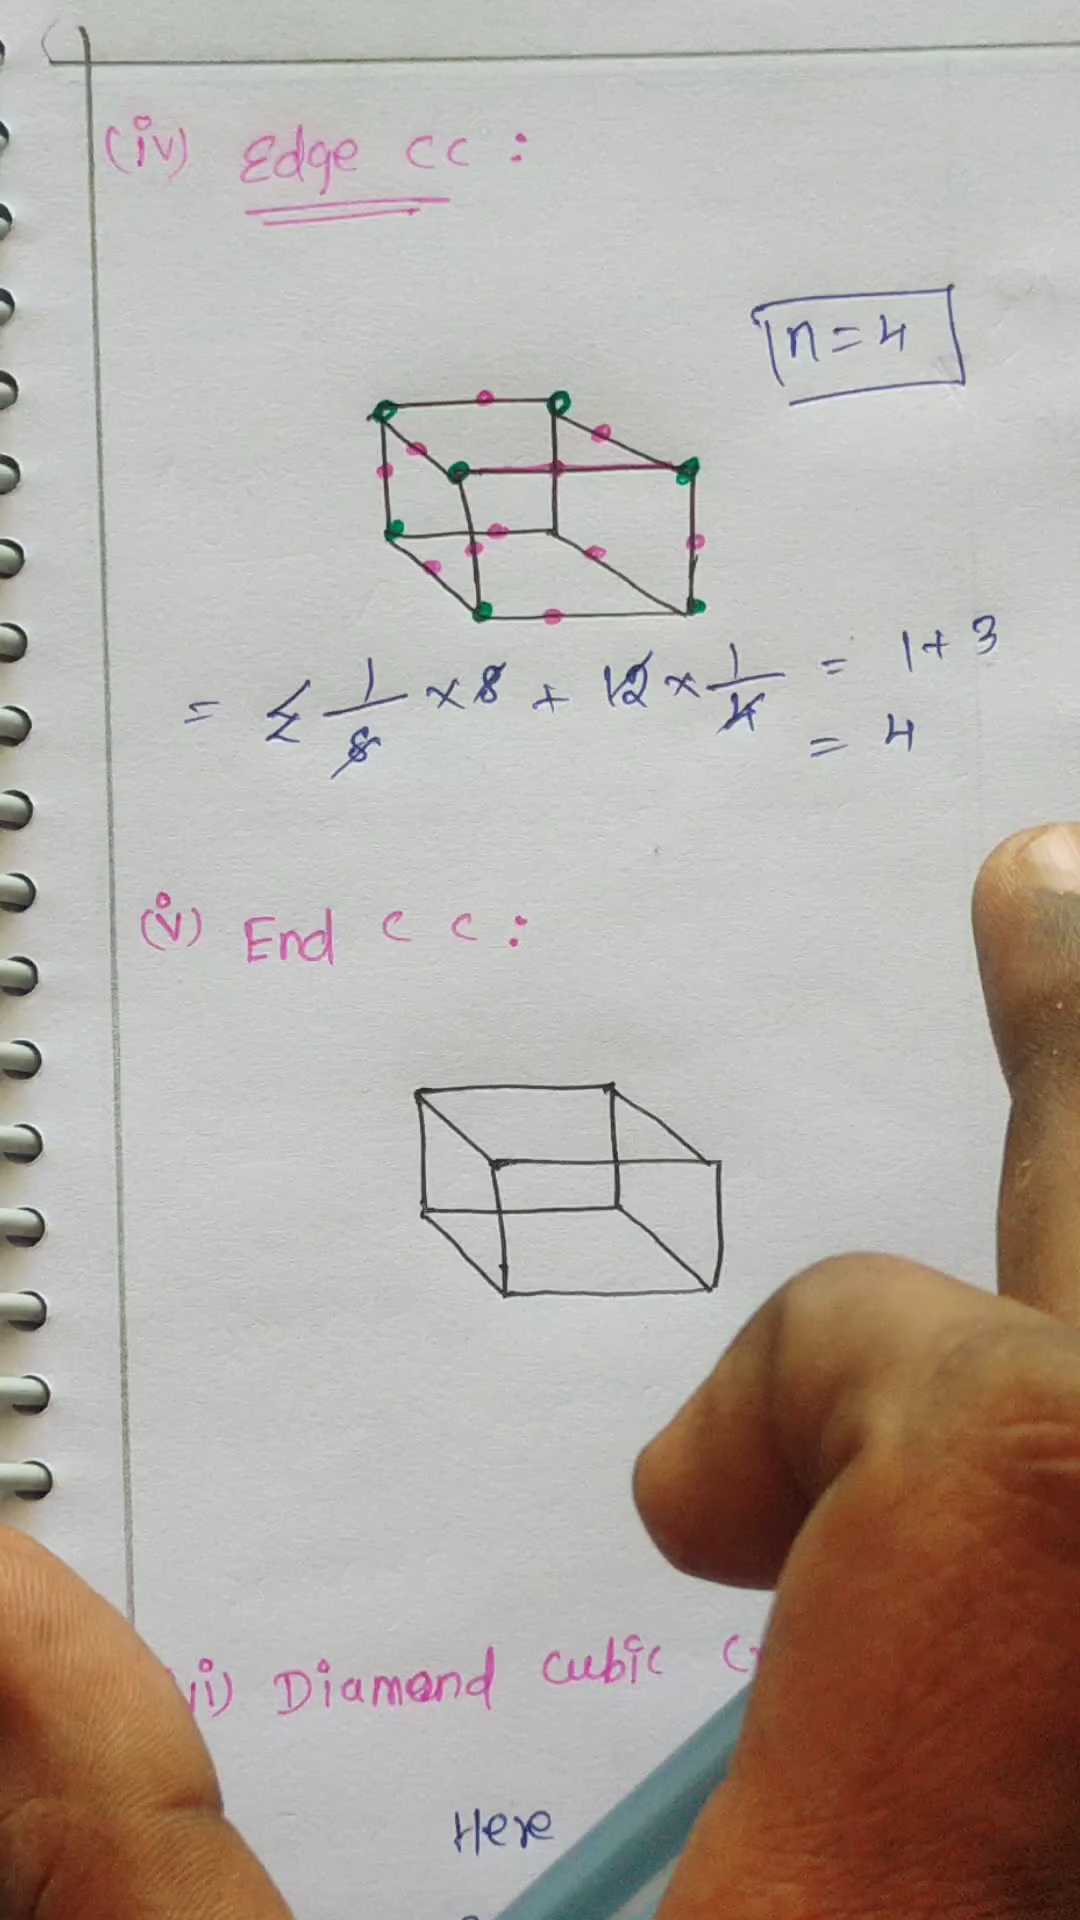 (iv) Edge CC :
n = 4
= ≤ 1/8 × 8 + 12 × 1/4 = 1 + 3
= 4
(v) End C C :
vi) Diamond cubic C
Here